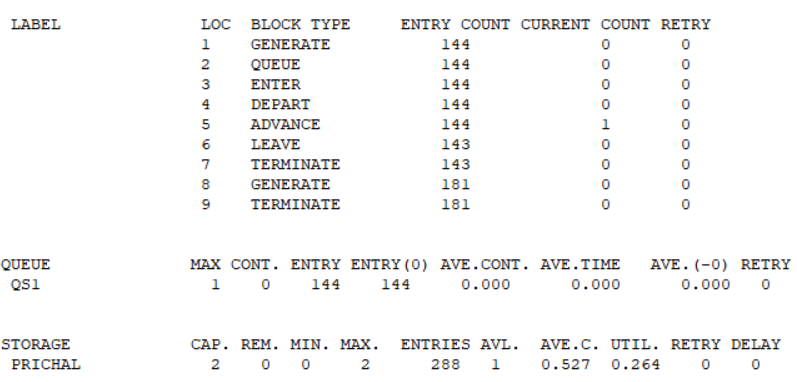 LABEL LOC BLOCK TYPE ENTRY COUNT CURRENT COUNT RETRY
1 GENERATE 144 0 0
2 QUEUE 144 0 0
3 ENTER 144 0 0
4 DEPART 144 0 0
5 ADVANCE 144 1 0
6 LEAVE 143 0 0
7 TERMINATE 143 0 0
8 GENERATE 181 0 0
9 TERMINATE 181 0 0
QUEUE MAX CONT. ENTRY ENTRY(0) AVE.CONT. AVE.TIME AVE.(-0) RETRY
QS1 1 0 144 144 0.000 0.000 0.000 0
STORAGE CAP. REM. MIN. MAX. ENTRIES AVL. AVE.C. UTIL. RETRY DELAY
PRICHAL 2 0 0 2 288 1 0.527 0.264 0 0